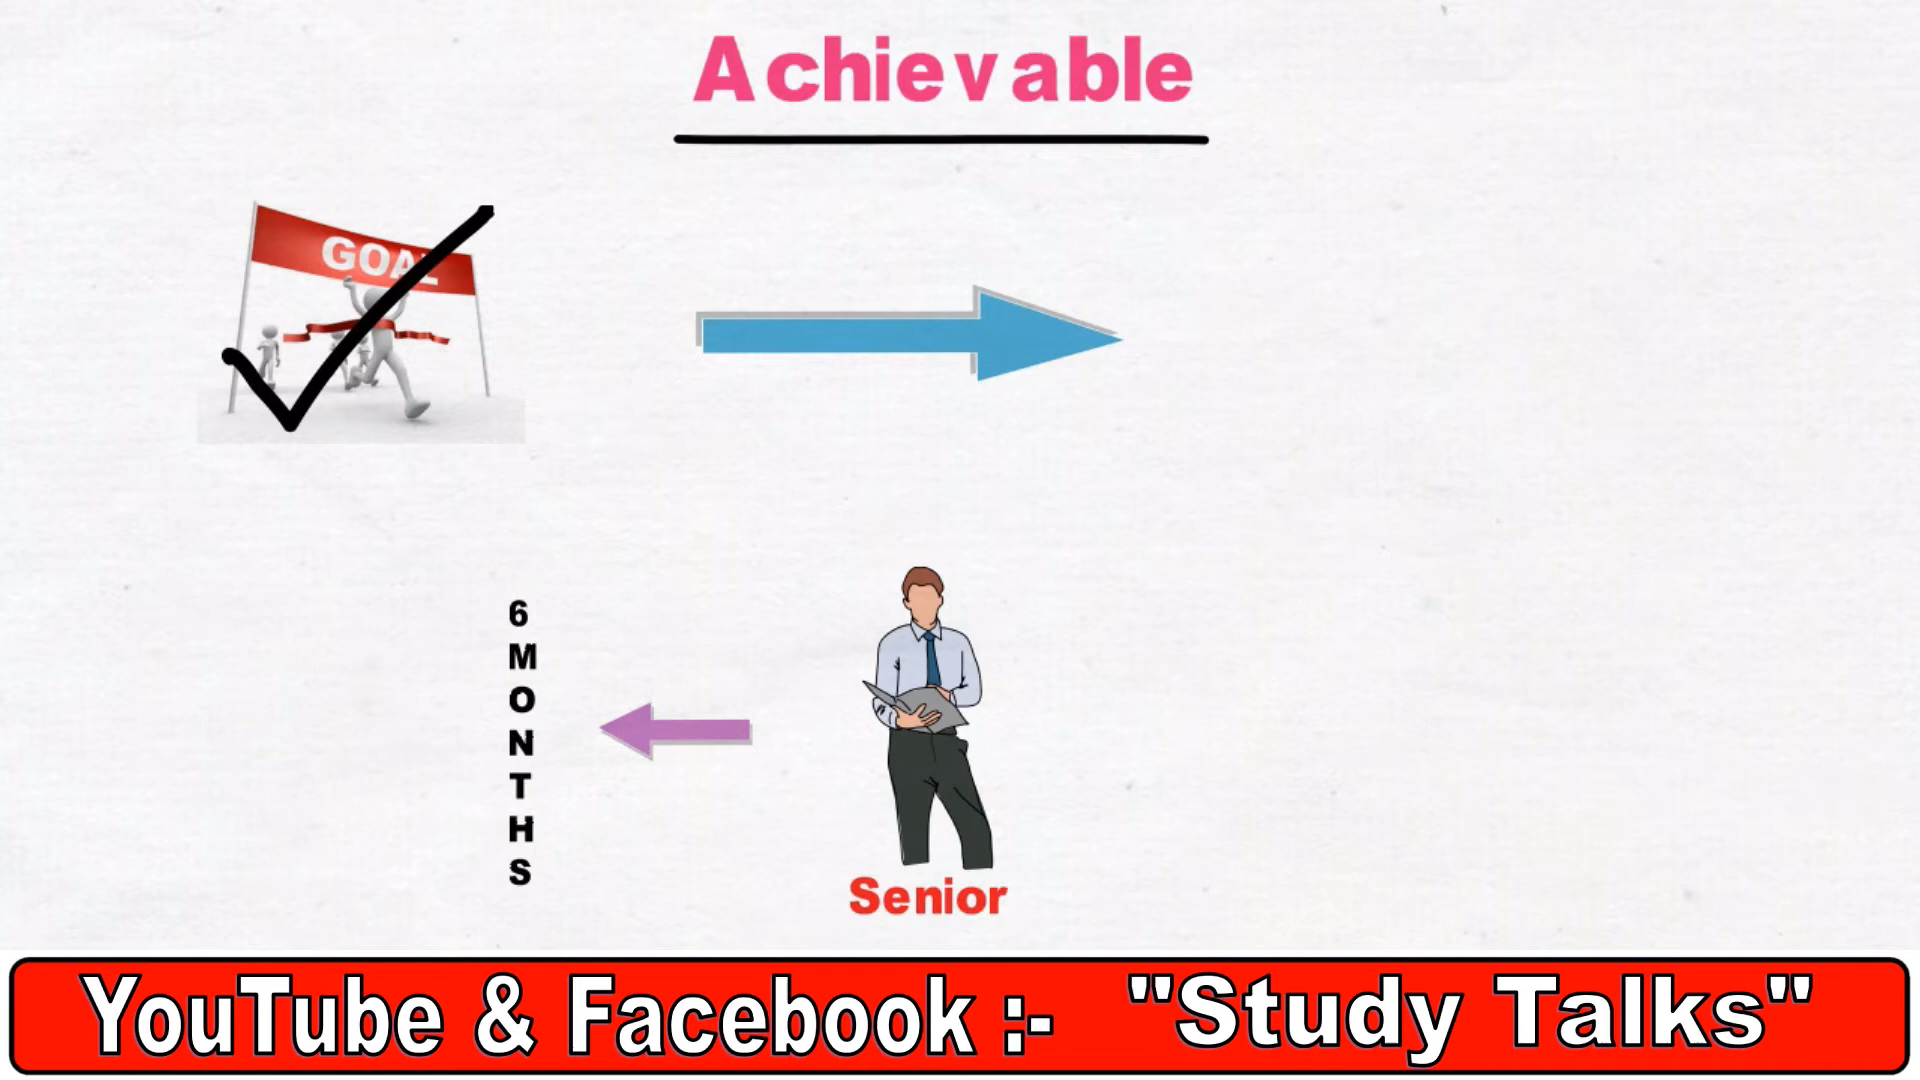 Achievable
GOAL
6
M
O
N
T
H
S
Senior
YouTube & Facebook :- "Study Talks"